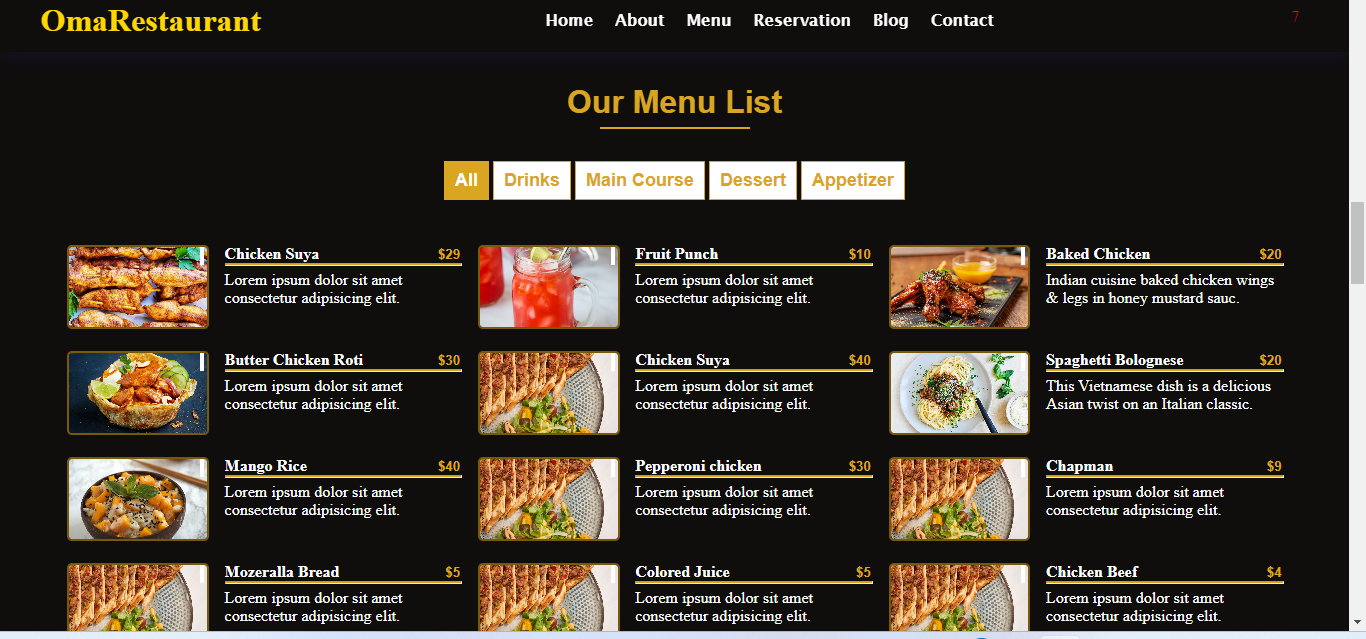 OmaRestaurant
Home About Menu Reservation Blog Contact
7
Our Menu List
All Drinks Main Course Dessert Appetizer
Chicken Suya $29
Lorem ipsum dolor sit amet
consectetur adipisicing elit.
Fruit Punch $10
Lorem ipsum dolor sit amet
consectetur adipisicing elit.
Baked Chicken $20
Indian cuisine baked chicken wings
& legs in honey mustard sauc.
Butter Chicken Roti $30
Lorem ipsum dolor sit amet
consectetur adipisicing elit.
Chicken Suya $40
Lorem ipsum dolor sit amet
consectetur adipisicing elit.
Spaghetti Bolognese $20
This Vietnamese dish is a delicious
Asian twist on an Italian classic.
Mango Rice $40
Lorem ipsum dolor sit amet
consectetur adipisicing elit.
Pepperoni chicken $30
Lorem ipsum dolor sit amet
consectetur adipisicing elit.
Chapman $9
Lorem ipsum dolor sit amet
consectetur adipisicing elit.
Mozeralla Bread $5
Lorem ipsum dolor sit amet
consectetur adipisicing elit.
Colored Juice $5
Lorem ipsum dolor sit amet
consectetur adipisicing elit.
Chicken Beef $4
Lorem ipsum dolor sit amet
consectetur adipisicing elit.